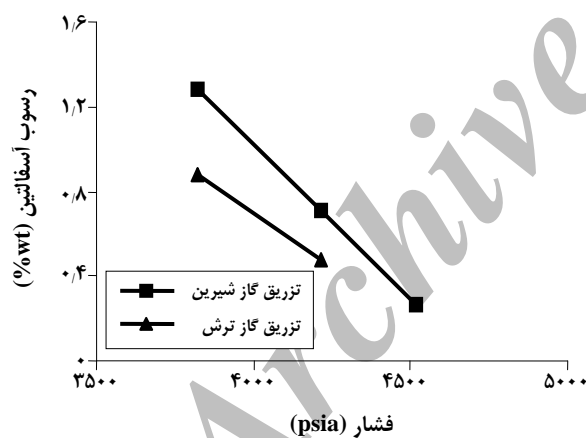 ۱٫۶
۱٫۲
۰٫۸
۰٫۴
۰
رسوب آسفالتین (%wt)
تزریق گاز شیرین
تزریق گاز ترش
۳۵۰۰ ۴۰۰۰ ۴۵۰۰ ۵۰۰۰
فشار (psia)
Archive